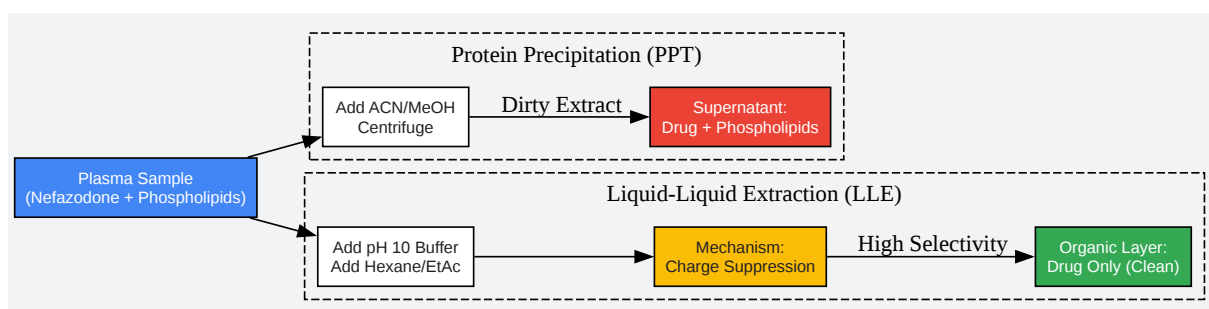 Protein Precipitation (PPT)
Add ACN/MeOH
Centrifuge
Dirty Extract
Supernatant:
Drug + Phospholipids
Plasma Sample
(Nefazodone + Phospholipids)
Liquid-Liquid Extraction (LLE)
Add pH 10 Buffer
Add Hexane/EtAc
Mechanism:
Charge Suppression
High Selectivity
Organic Layer:
Drug Only (Clean)